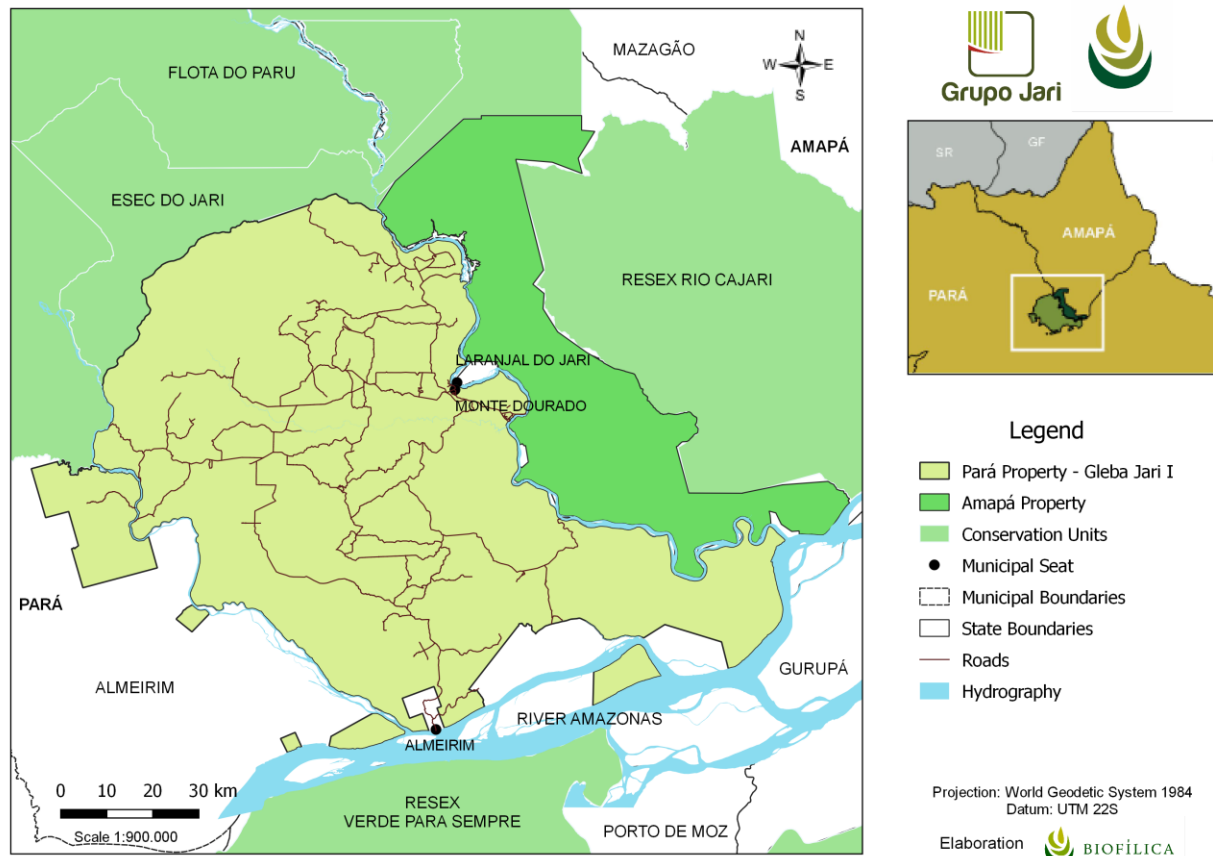 FLOTA DO PARU
MAZAGÃO
N
W E
S
AMAPÁ
ESEC DO JARI
RESEX RIO CAJARI
LARANJAL DO JARI
MONTE DOURADO
PARÁ
ALMEIRIM
GURUPÁ
RIVER AMAZONAS
ALMEIRIM
0 10 20 30 km
Scale 1:900.000
RESEX
VERDE PARA SEMPRE
PORTO DE MOZ
Grupo Jari
SR
GF
AMAPÁ
PARÁ
Legend
Pará Property - Gleba Jari I
Amapá Property
Conservation Units
Municipal Seat
Municipal Boundaries
State Boundaries
Roads
Hydrography
Projection: World Geodetic System 1984
Datum: UTM 22S
Elaboration
BIOFÍLICA